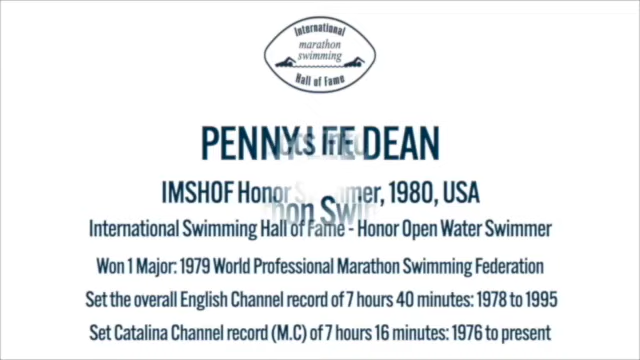 International
marathon
swimming
Hall of Fame
PENNY LEE DEAN
IMSHOF Honor Swimmer, 1980, USA
International Swimming Hall of Fame - Honor Open Water Swimmer
Won 1 Major: 1979 World Professional Marathon Swimming Federation
Set the overall English Channel record of 7 hours 40 minutes: 1978 to 1995
Set Catalina Channel record (M.C) of 7 hours 16 minutes: 1976 to present